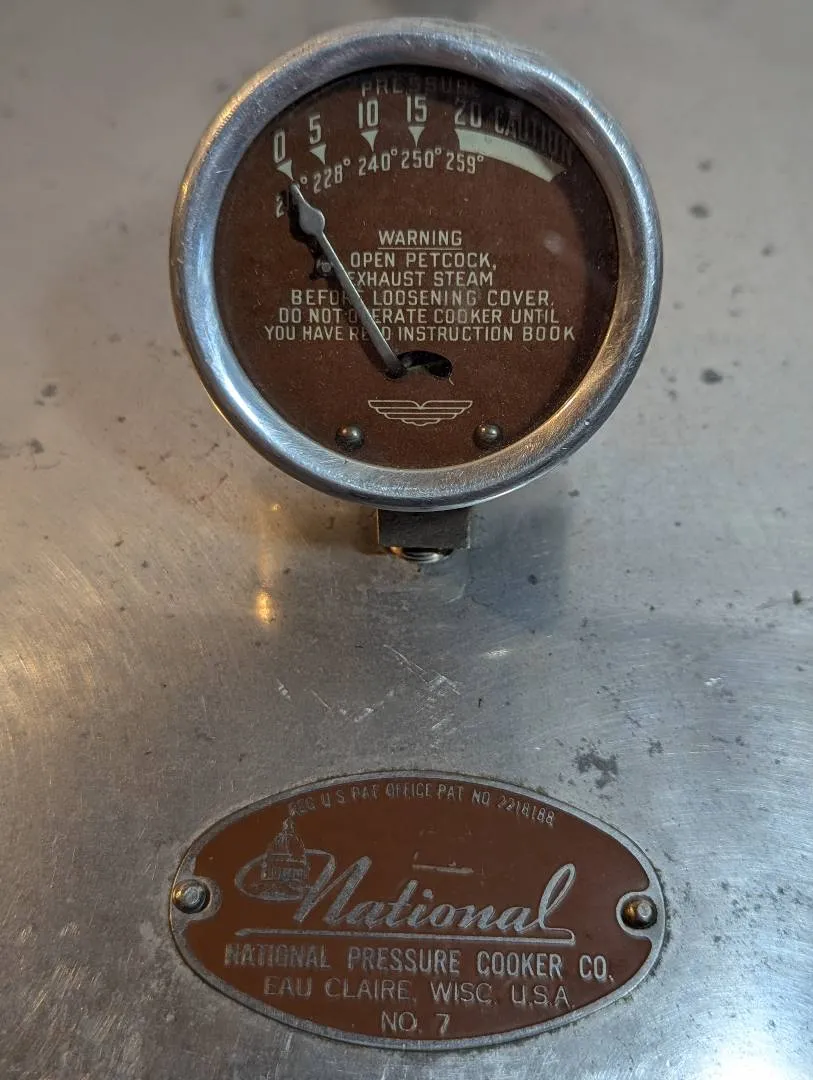 PRESSURE
0 5 10 15 20 CAUTION
228° 240° 250° 259°
WARNING
OPEN PETCOCK,
EXHAUST STEAM
BEFORE LOOSENING COVER.
DO NOT OPERATE COOKER UNTIL
YOU HAVE READ INSTRUCTION BOOK
REG U S PAT OFFICE PAT NO 2218188
National
NATIONAL PRESSURE COOKER CO.
EAU CLAIRE, WISC. U.S.A.
NO. 7